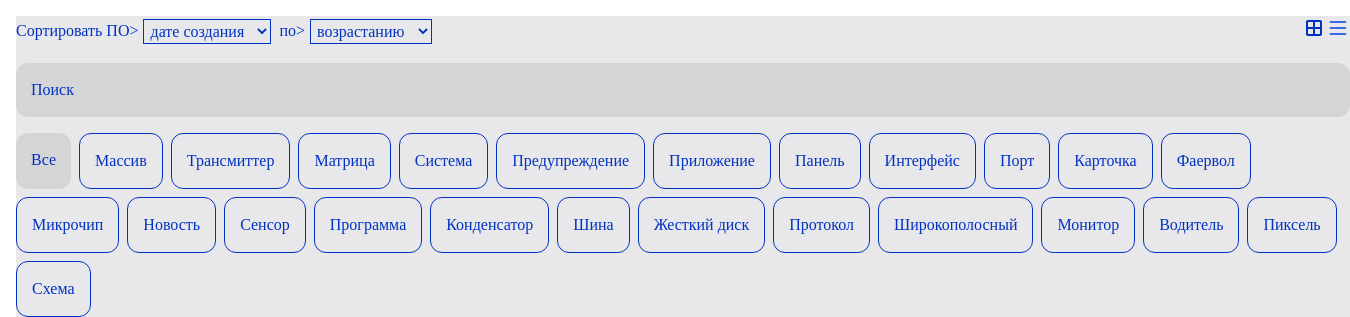 Сортировать ПО> дате создания по> возрастанию
Поиск
Все Массив Трансмиттер Матрица Система Предупреждение Приложение Панель Интерфейс Порт Карточка Фаервол
Микрочип Новость Сенсор Программа Конденсатор Шина Жесткий диск Протокол Широкополосный Монитор Водитель Пиксель
Схема